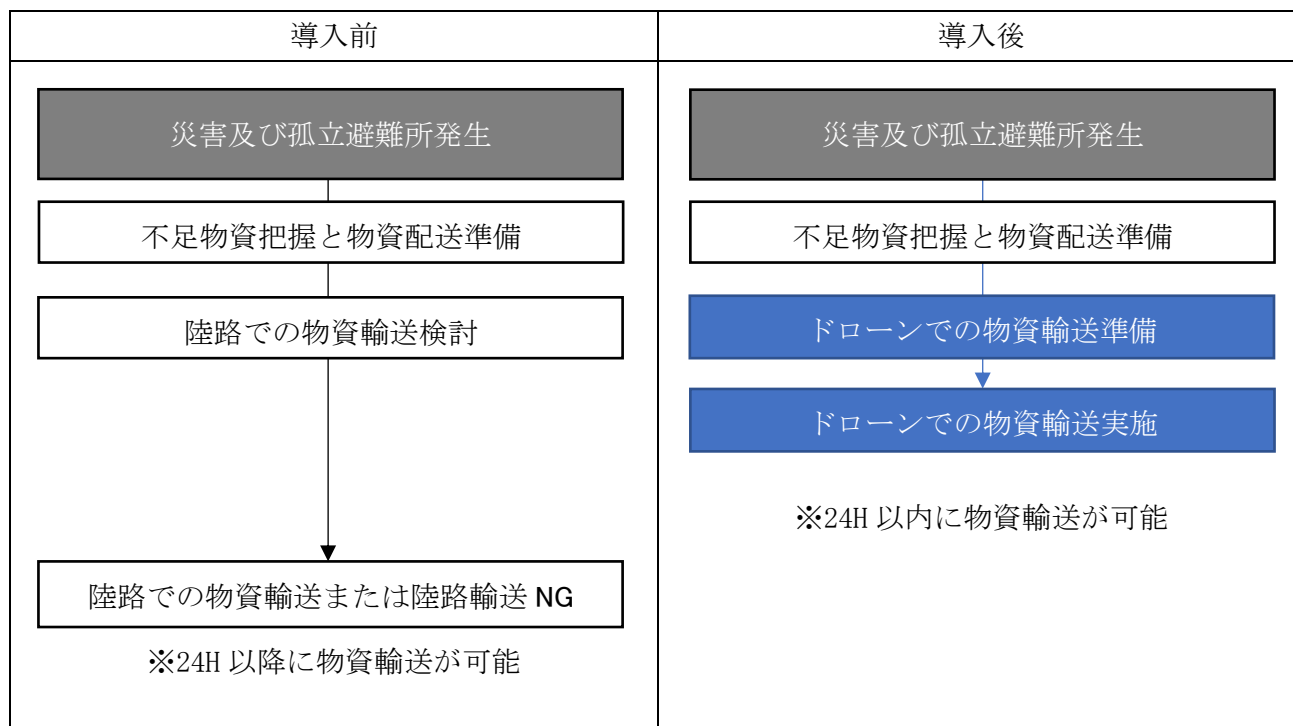 導入前
導入後
災害及び孤立避難所発生
不足物資把握と物資配送準備
陸路での物資輸送検討
陸路での物資輸送または陸路輸送 NG
※24H 以降に物資輸送が可能
災害及び孤立避難所発生
不足物資把握と物資配送準備
ドローンでの物資輸送準備
ドローンでの物資輸送実施
※24H 以内に物資輸送が可能